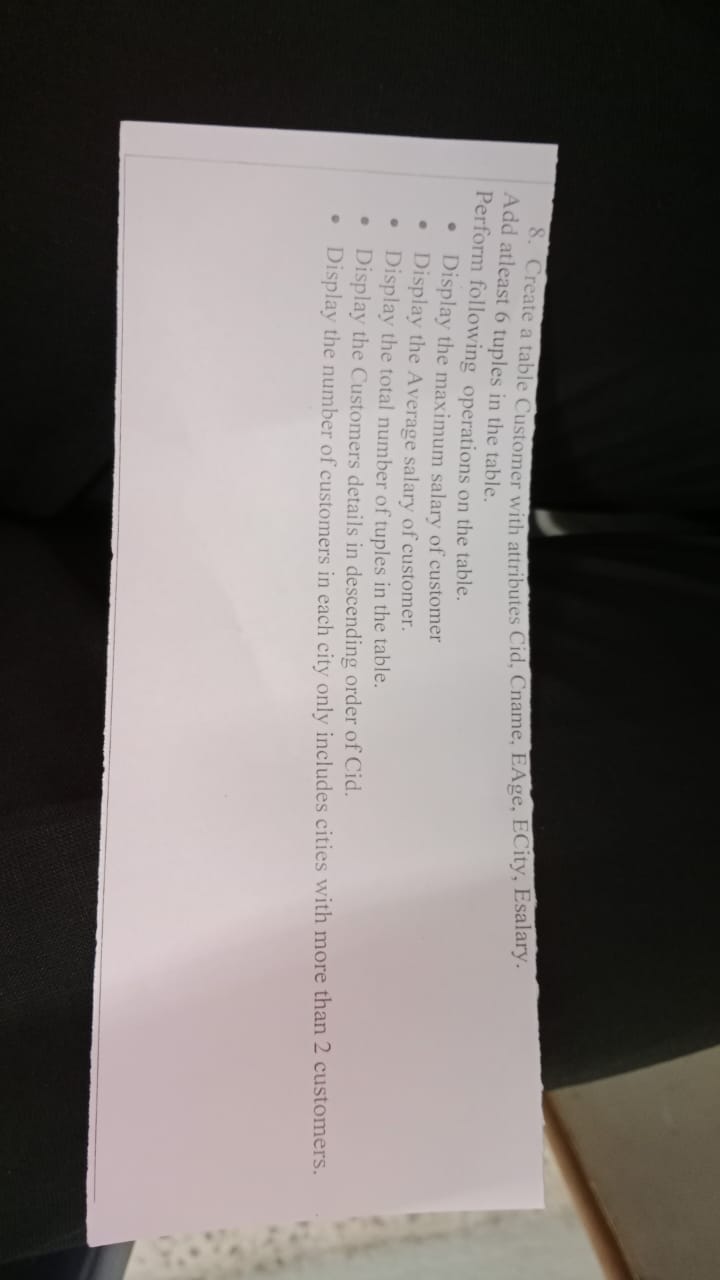 8. Create a table Customer with attributes Cid, Cname, EAge, ECity, Esalary.
Add atleast 6 tuples in the table.
Perform following operations on the table.
• Display the maximum salary of customer
• Display the Average salary of customer.
• Display the total number of tuples in the table.
• Display the Customers details in descending order of Cid.
• Display the number of customers in each city only includes cities with more than 2 customers.